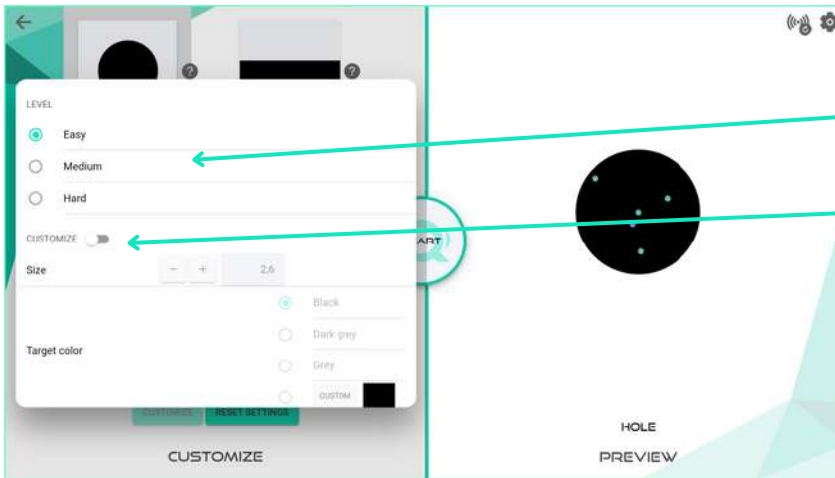 ?
?
LEVEL
Easy
Medium
Hard
CUSTOMIZE
Size
- +
2,6
Black
Dark grey
Target color
Grey
CUSTOM
CUSTOMIZE
RESET SETTINGS
CUSTOMIZE
HOLE
PREVIEW